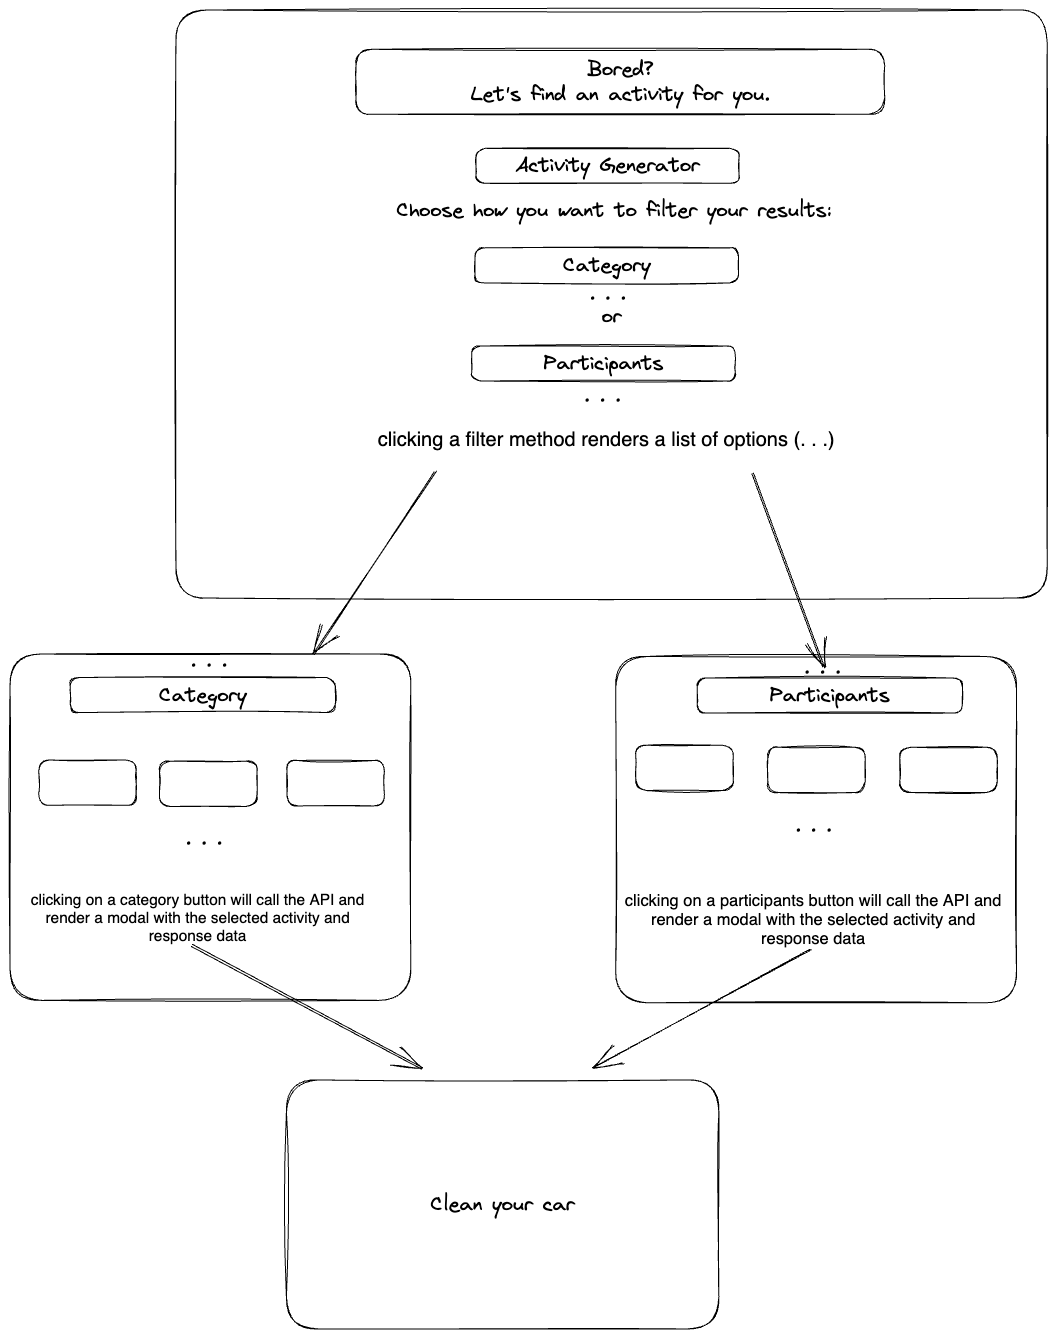 Bored?
Let's find an activity for you.
Activity Generator
Choose how you want to filter your results:
Category
. . .
or
Participants
. . .
clicking a filter method renders a list of options (. . .)
. . .
Category
. . .
clicking on a category button will call the API and
render a modal with the selected activity and
response data
. . .
Participants
. . .
clicking on a participants button will call the API and
render a modal with the selected activity and
response data
Clean your car